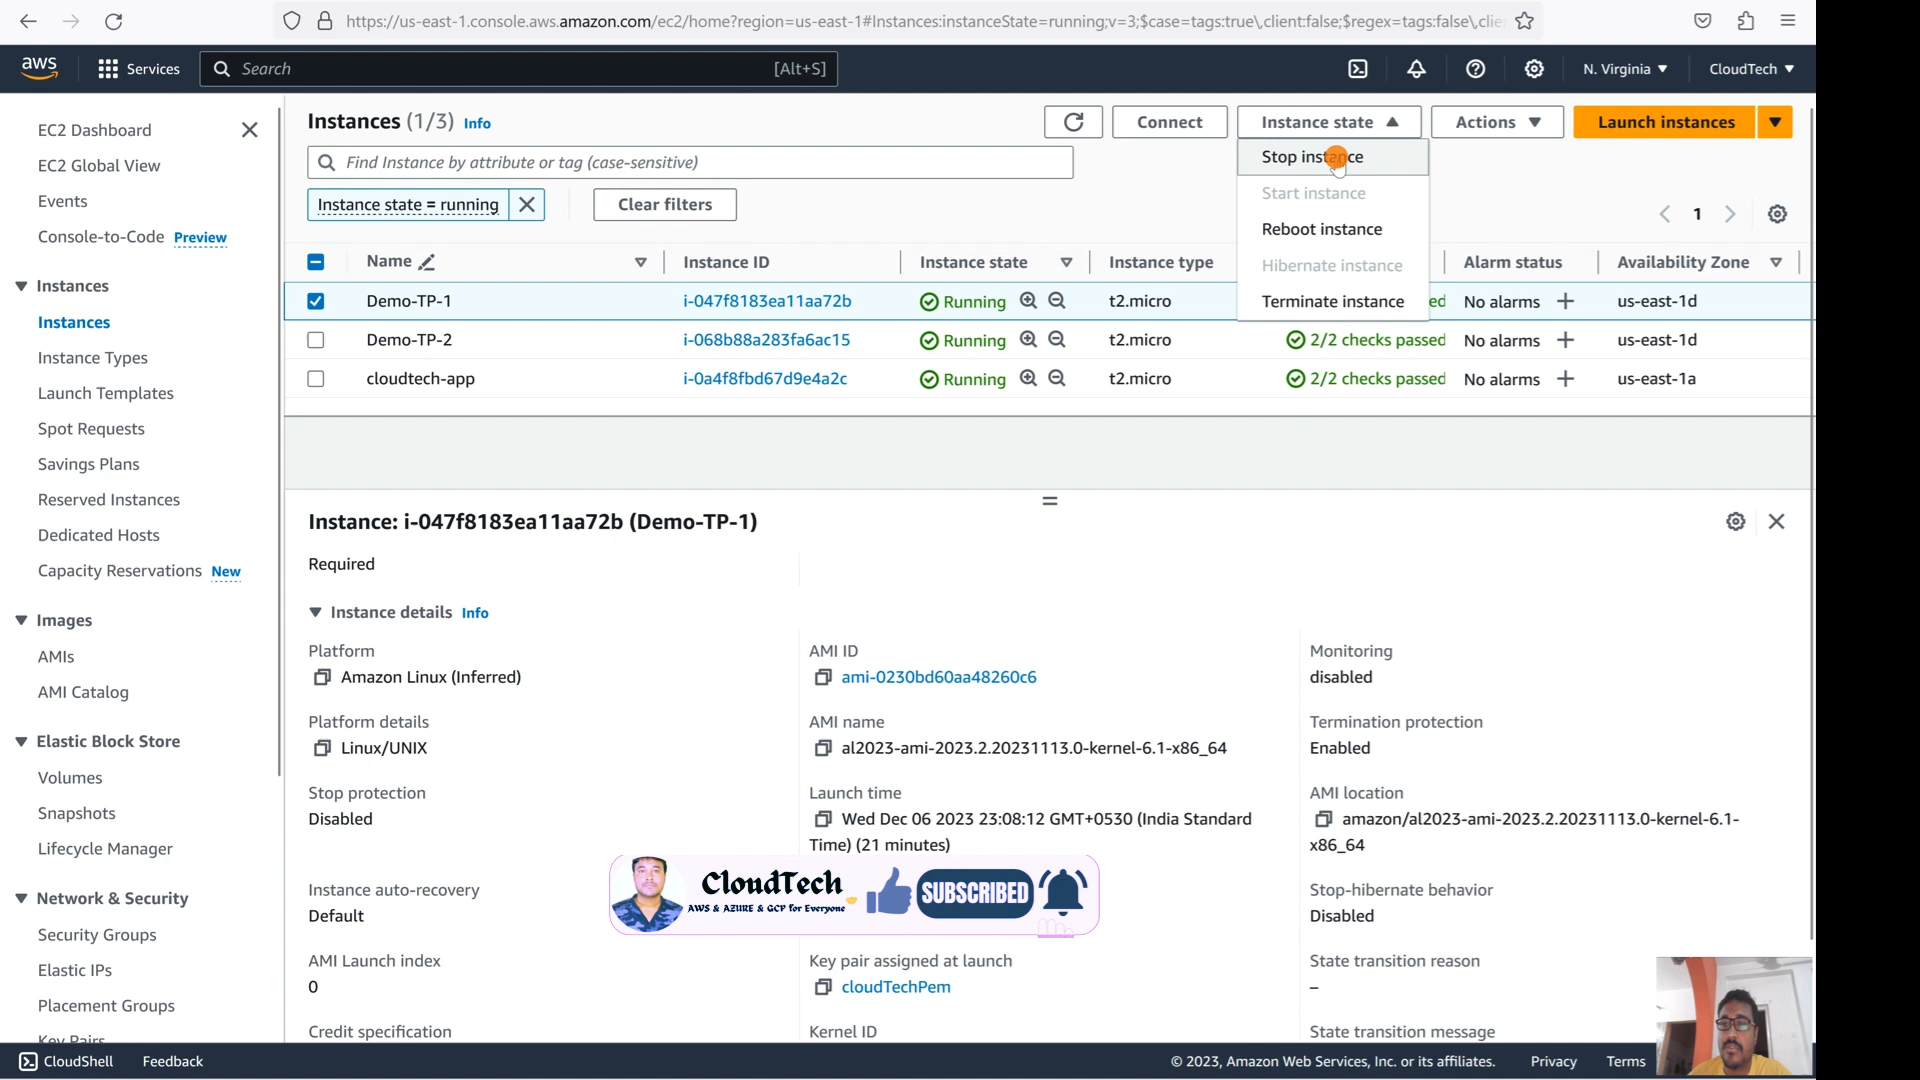 https://us-east-1.console.aws.amazon.com/ec2/home?region=us-east-1#Instances:instanceState=running;v=3;$case=tags:true\,client:false;$regex=tags:false\,clie
aws
Services
Search
[Alt+S]
N. Virginia
CloudTech
EC2 Dashboard
EC2 Global View
Events
Console-to-Code Preview
Instances
Instances
Instance Types
Launch Templates
Spot Requests
Savings Plans
Reserved Instances
Dedicated Hosts
Capacity Reservations New
Images
AMIs
AMI Catalog
Elastic Block Store
Volumes
Snapshots
Lifecycle Manager
Network & Security
Security Groups
Elastic IPs
Placement Groups
Key Pairs
Instances (1/3) Info
Connect
Instance state
Actions
Launch instances
Find Instance by attribute or tag (case-sensitive)
Stop instance
Start instance
Reboot instance
Hibernate instance
Terminate instance
Instance state = running
Clear filters
1
Name Instance ID Instance state Instance type Alarm status Availability Zone
Demo-TP-1 i-047f8183ea11aa72b Running t2.micro ed No alarms us-east-1d
Demo-TP-2 i-068b88a283fa6ac15 Running t2.micro 2/2 checks passed No alarms us-east-1d
cloudtech-app i-0a4f8fbd67d9e4a2c Running t2.micro 2/2 checks passed No alarms us-east-1a
Instance: i-047f8183ea11aa72b (Demo-TP-1)
Required
Instance details Info
Platform
Amazon Linux (Inferred)
AMI ID
ami-0230bd60aa48260c6
Monitoring
disabled
Platform details
Linux/UNIX
AMI name
al2023-ami-2023.2.20231113.0-kernel-6.1-x86_64
Termination protection
Enabled
Stop protection
Disabled
Launch time
Wed Dec 06 2023 23:08:12 GMT+0530 (India Standard
Time) (21 minutes)
AMI location
amazon/al2023-ami-2023.2.20231113.0-kernel-6.1-
x86_64
Instance auto-recovery
Default
CloudTech
AWS & AZURE & GCP for Everyone
SUBSCRIBED
Stop-hibernate behavior
Disabled
AMI Launch index
0
Key pair assigned at launch
cloudTechPem
State transition reason
–
Credit specification
Kernel ID
State transition message
CloudShell
Feedback
© 2023, Amazon Web Services, Inc. or its affiliates.
Privacy
Terms